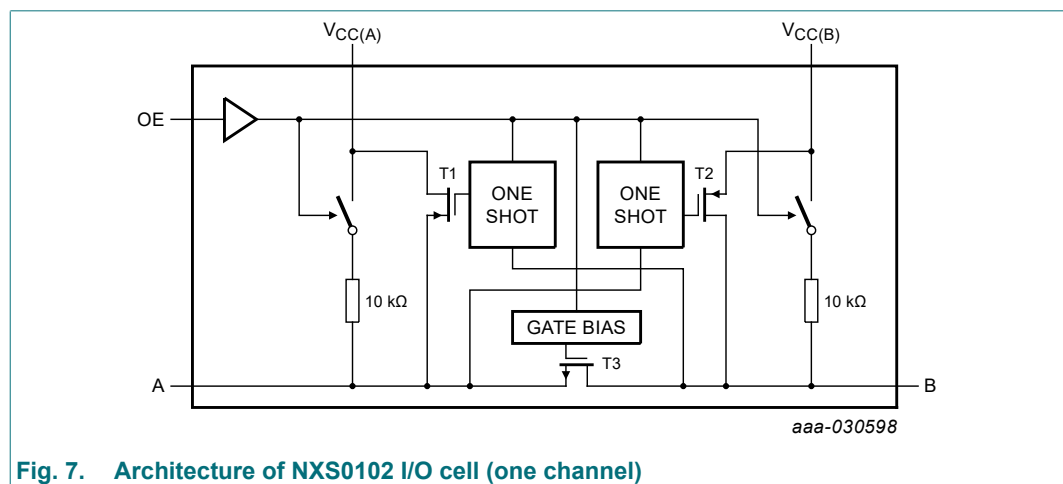 VCC(A)
VCC(B)
OE
T1
ONE
SHOT
ONE
SHOT
T2
10 kΩ
10 kΩ
GATE BIAS
T3
A
B
aaa-030598
Fig. 7. Architecture of NXS0102 I/O cell (one channel)